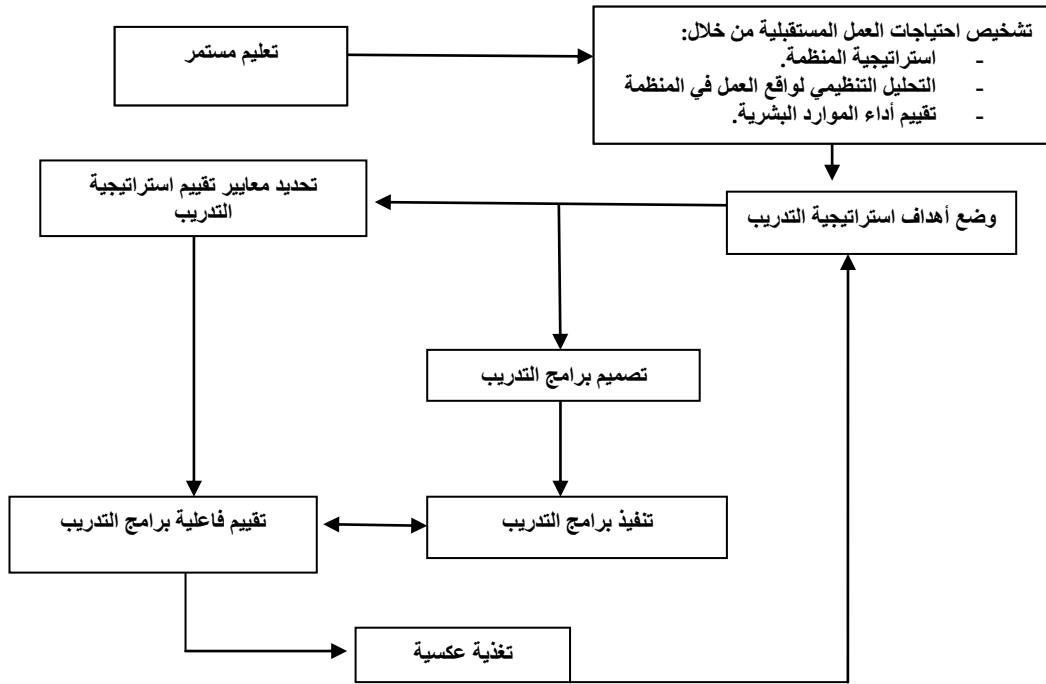 تشخيص احتياجات العمل المستقبلية من خلال:
- استراتيجية المنظمة.
- التحليل التنظيمي لواقع العمل في المنظمة
- تقييم أداء الموارد البشرية.
تعليم مستمر
وضع أهداف استراتيجية التدريب
تحديد معايير تقييم استراتيجية
التدريب
تصميم برامج التدريب
تنفيذ برامج التدريب
تقييم فاعلية برامج التدريب
تغذية عكسية